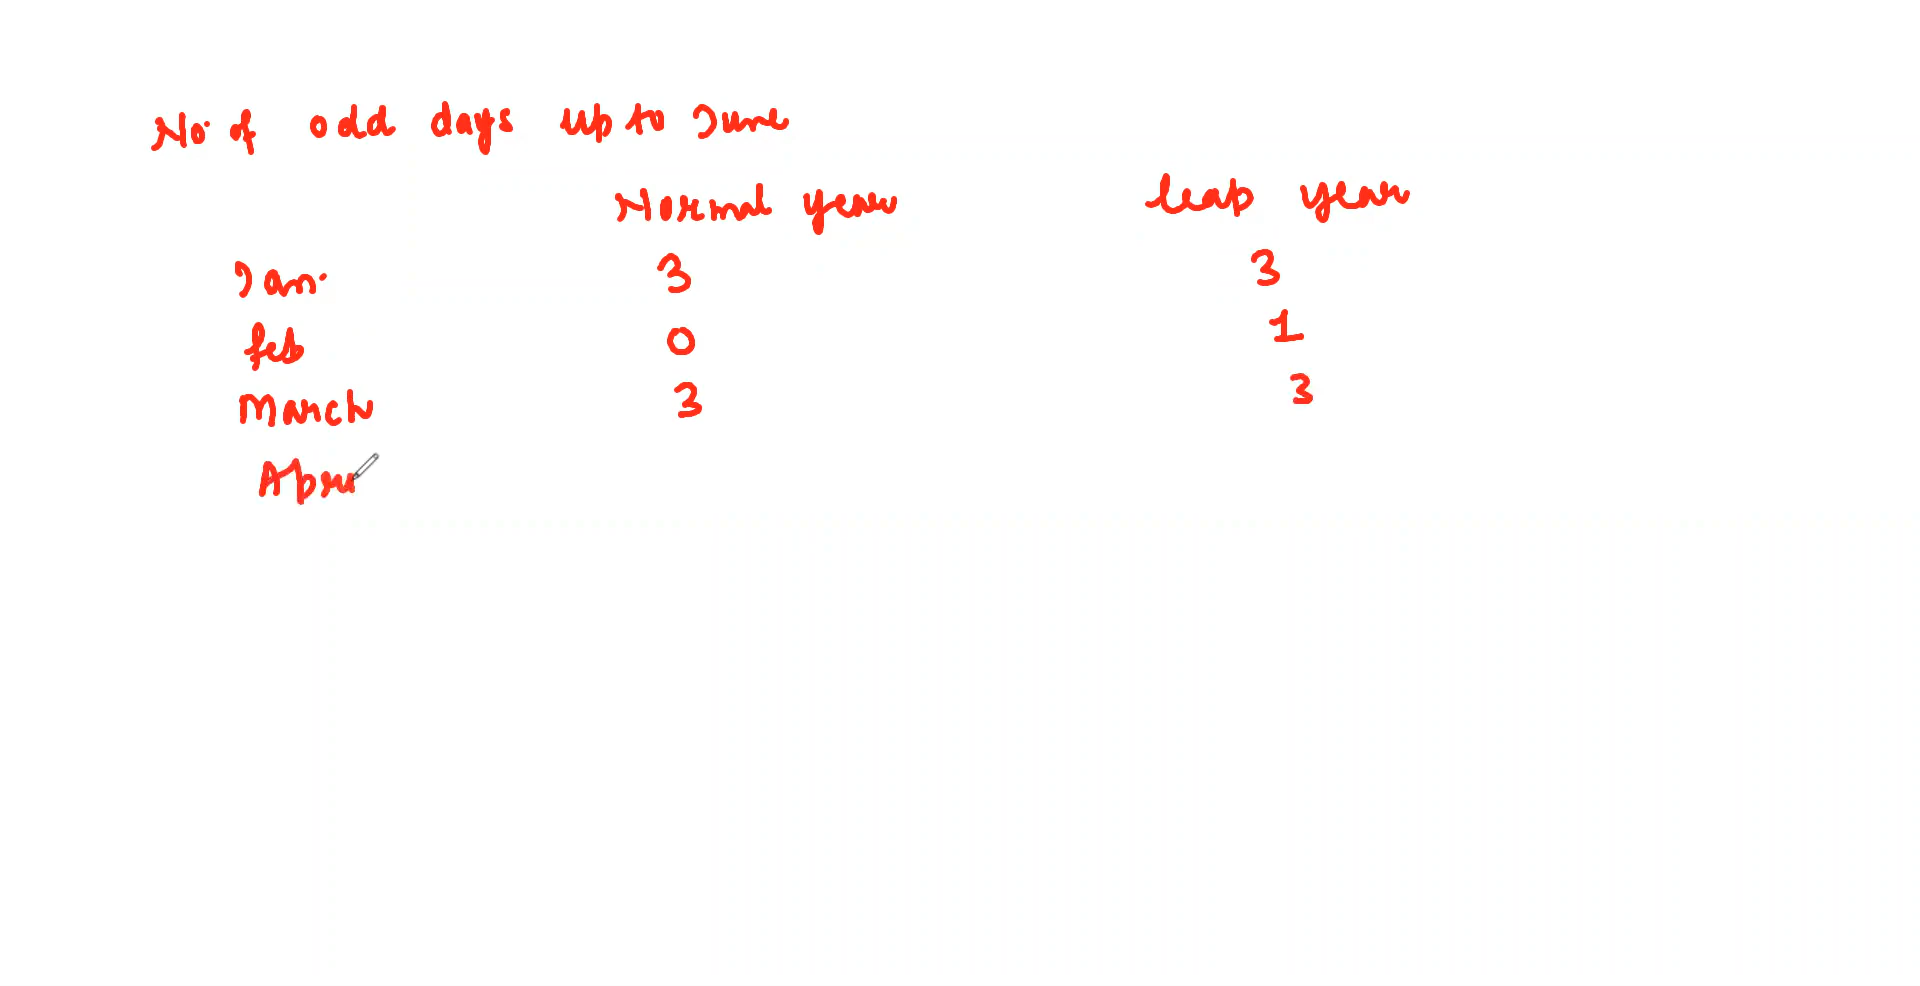 No. of odd days up to June
Normal year leap year
Jan. 3 3
feb 0 1
March 3 3
Apri